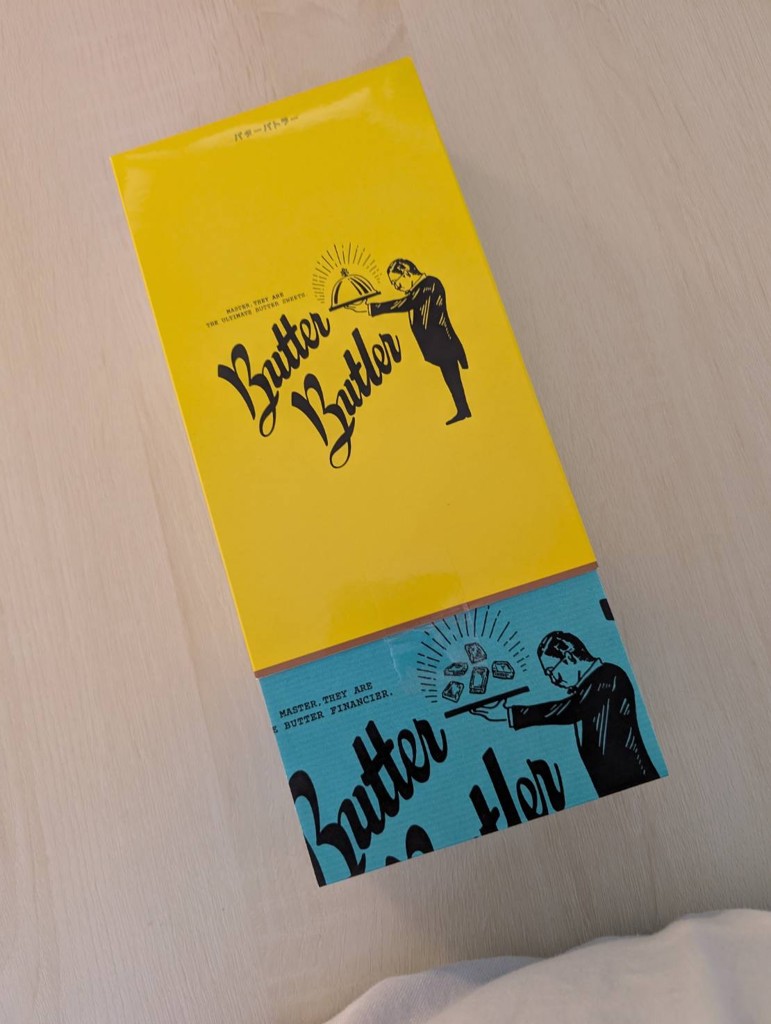 バターバトラー
MASTER, THEY ARE
THE ULTIMATE BUTTER SWEETS.
Butter
Butler
MASTER, THEY ARE
E BUTTER FINANCIER.
Butter
Butler